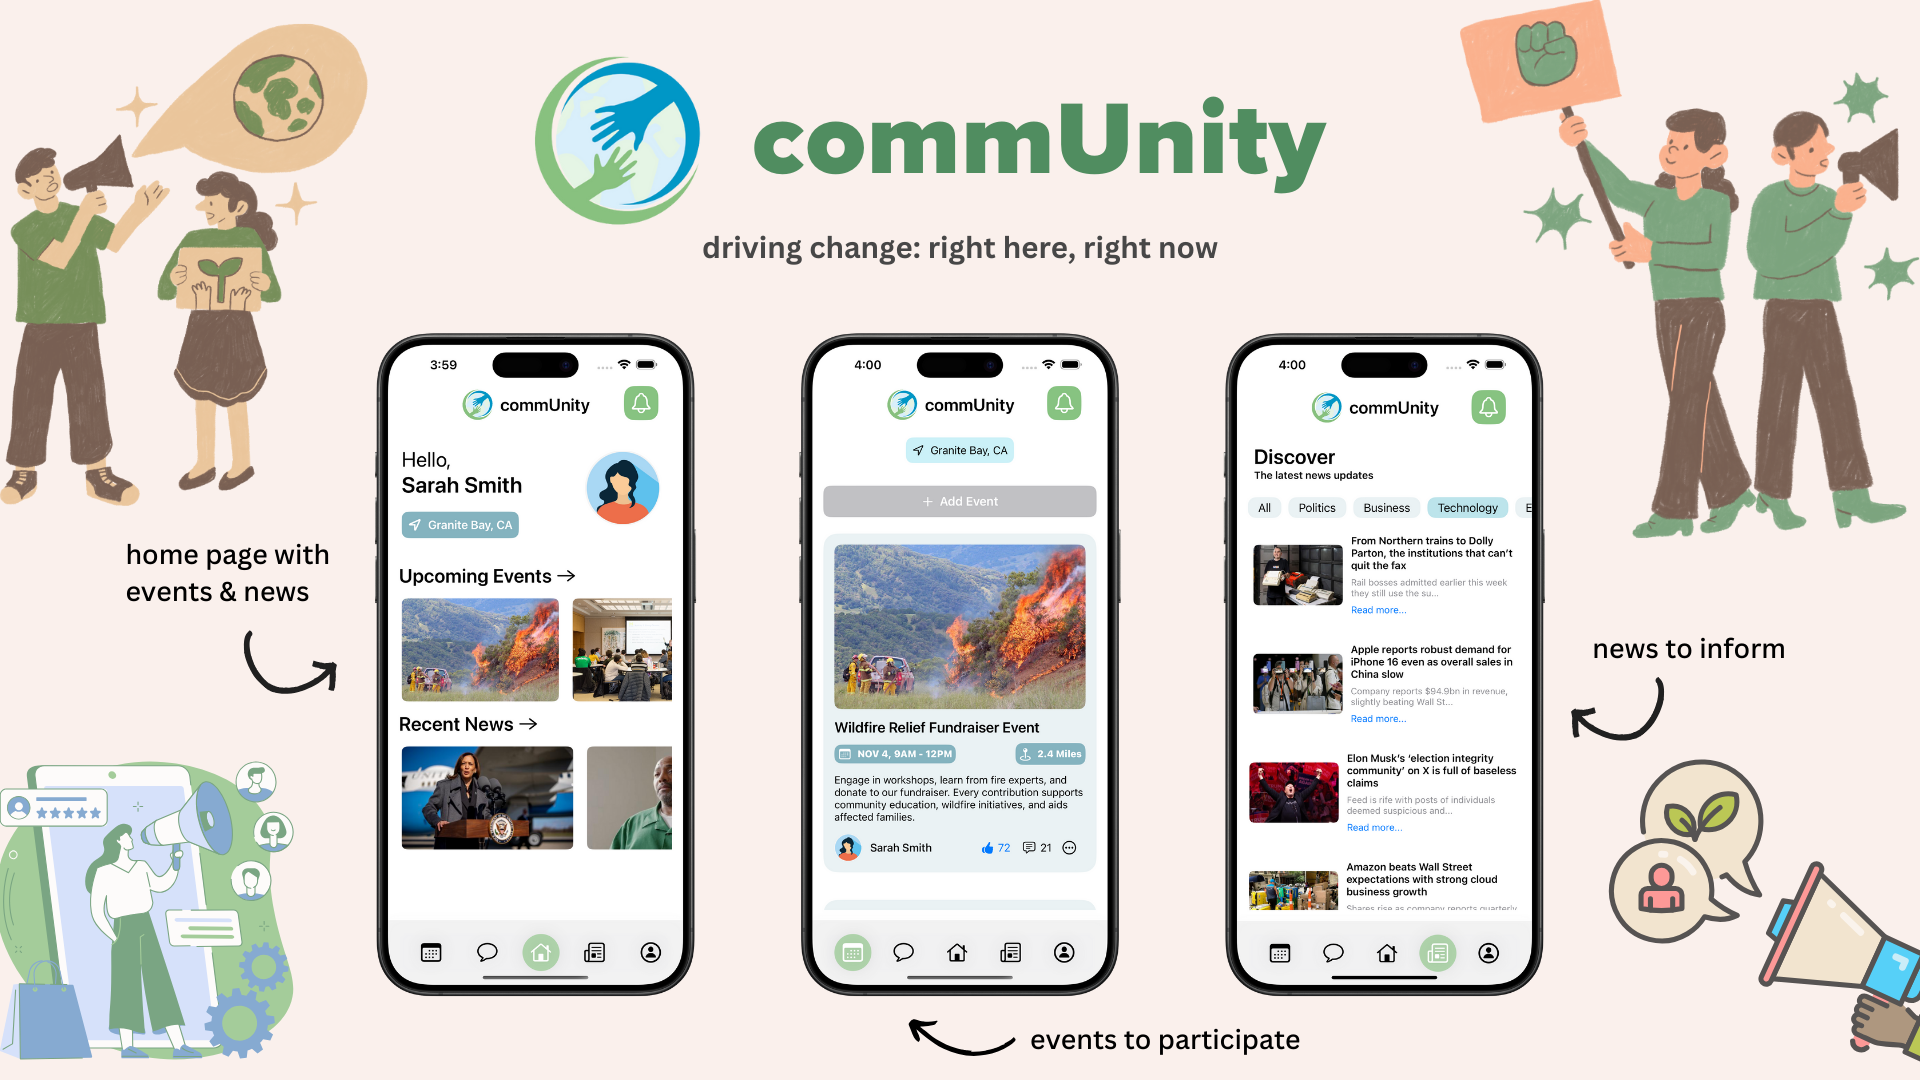 commUnity
driving change: right here, right now
home page with
events & news
3:59
commUnity
Hello,
Sarah Smith
Granite Bay, CA
Upcoming Events →
Recent News →
4:00
commUnity
Granite Bay, CA
+ Add Event
Wildfire Relief Fundraiser Event
NOV 4, 9AM - 12PM
2.4 Miles
Engage in workshops, learn from fire experts, and
donate to our fundraiser. Every contribution supports
community education, wildfire initiatives, and aids
affected families.
Sarah Smith
72
21
events to participate
4:00
commUnity
Discover
The latest news updates
All
Politics
Business
Technology
E
From Northern trains to Dolly
Parton, the institutions that can't
quit the fax
Rail bosses admitted earlier this week
they still use the su...
Read more...
Apple reports robust demand for
iPhone 16 even as overall sales in
China slow
Company reports $94.9bn in revenue,
slightly beating Wall St...
Read more...
Elon Musk's 'election integrity
community' on X is full of baseless
claims
Feed is rife with posts of individuals
deemed suspicious and...
Read more...
Amazon beats Wall Street
expectations with strong cloud
business growth
Shares rise as company reports quarterly
news to inform